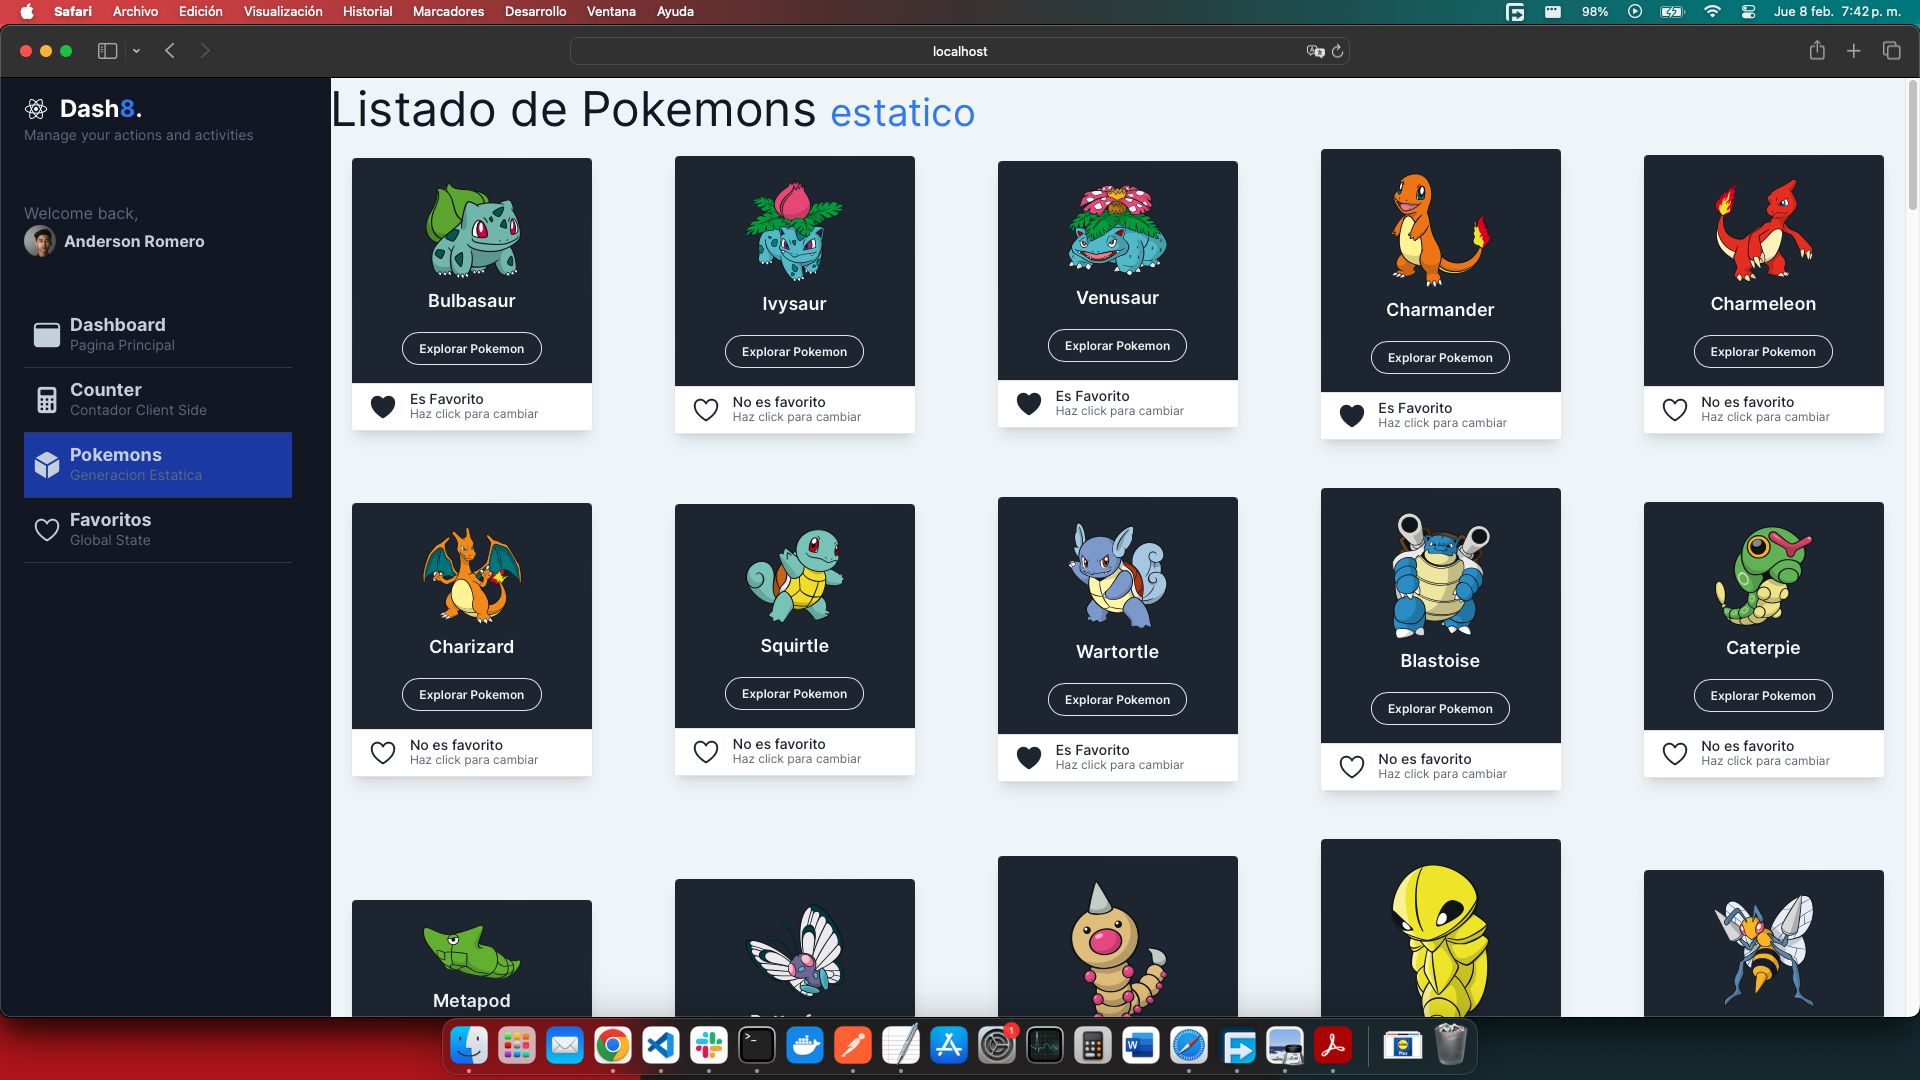 Safari Archivo Edición Visualización Historial Marcadores Desarrollo Ventana Ayuda 98% Jue 8 feb. 7:42 p. m.
localhost
Dash8.
Manage your actions and activities
Welcome back,
Anderson Romero
Dashboard
Pagina Principal
Counter
Contador Client Side
Pokemons
Generacion Estatica
Favoritos
Global State
Listado de Pokemons estatico
Bulbasaur
Explorar Pokemon
Es Favorito
Haz click para cambiar
Ivysaur
Explorar Pokemon
No es favorito
Haz click para cambiar
Venusaur
Explorar Pokemon
Es Favorito
Haz click para cambiar
Charmander
Explorar Pokemon
Es Favorito
Haz click para cambiar
Charmeleon
Explorar Pokemon
No es favorito
Haz click para cambiar
Charizard
Explorar Pokemon
No es favorito
Haz click para cambiar
Squirtle
Explorar Pokemon
No es favorito
Haz click para cambiar
Wartortle
Explorar Pokemon
Es Favorito
Haz click para cambiar
Blastoise
Explorar Pokemon
No es favorito
Haz click para cambiar
Caterpie
Explorar Pokemon
No es favorito
Haz click para cambiar
Metapod
1